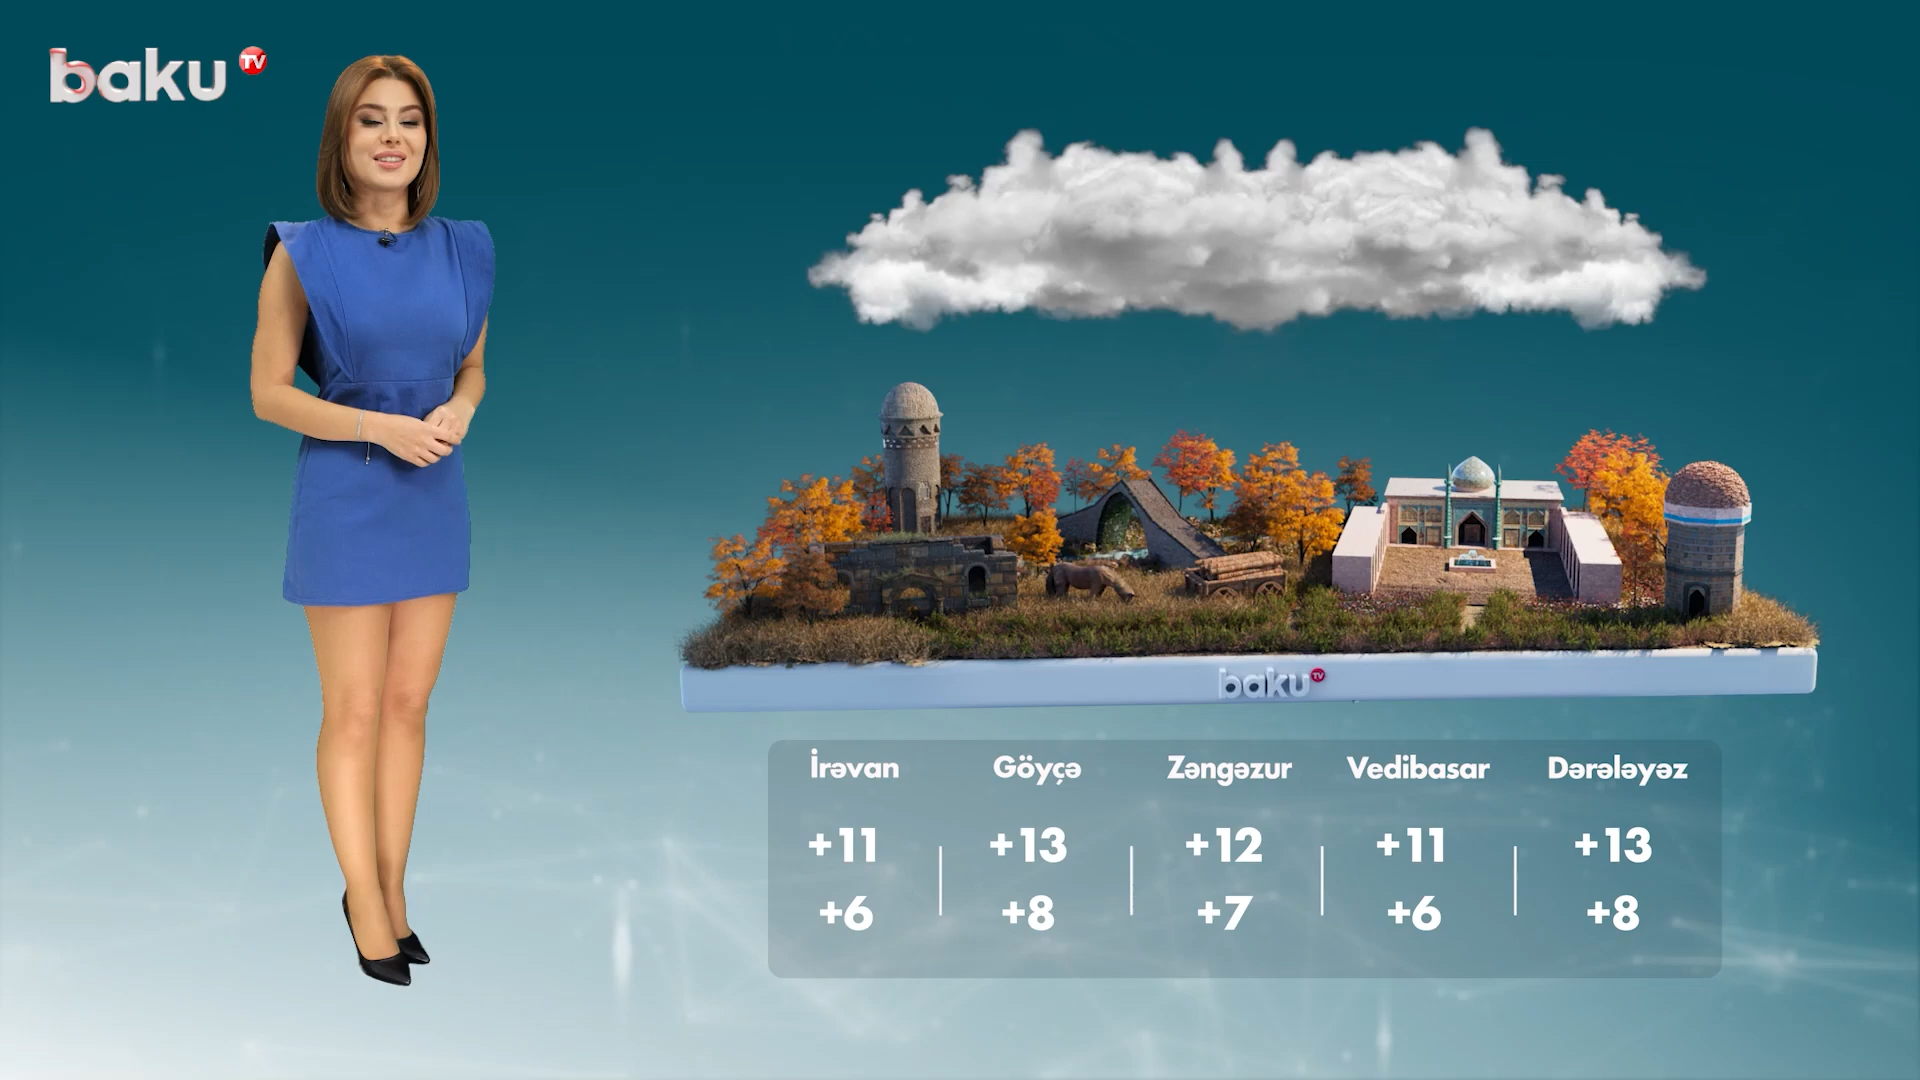 baku TV
baku TV
İrəvan Göyçə Zəngəzur Vedibasar Dərələyəz
+11 +13 +12 +11 +13
+6 +8 +7 +6 +8